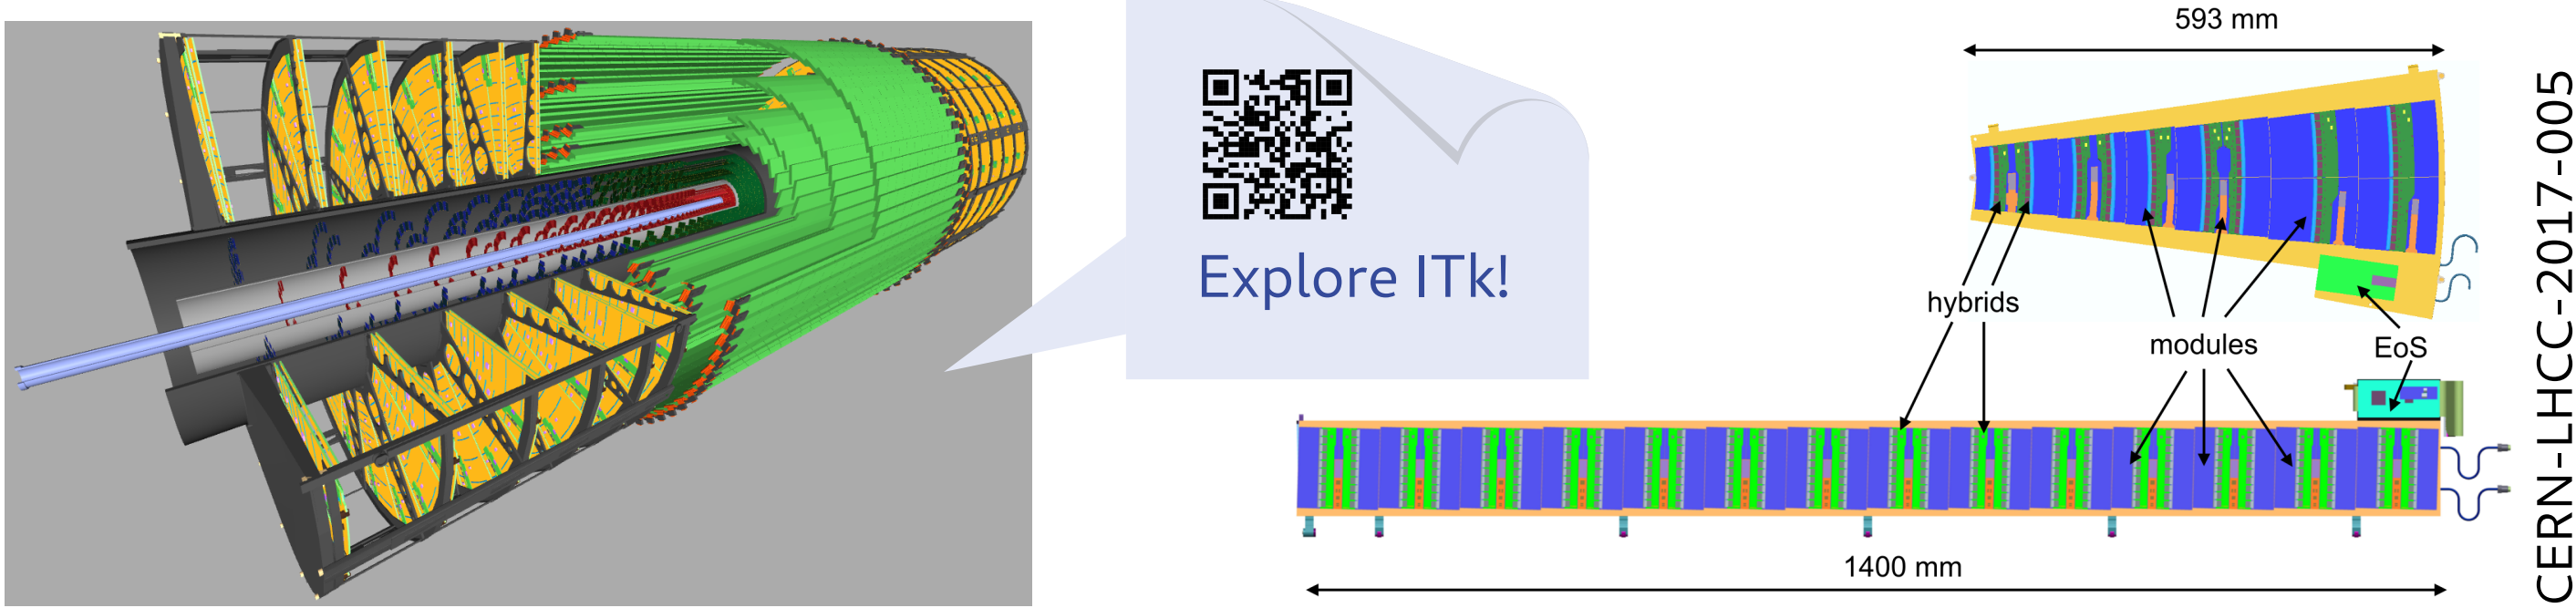 Explore ITk!
593 mm
hybrids
modules
EoS
1400 mm
CERN-LHCC-2017-005